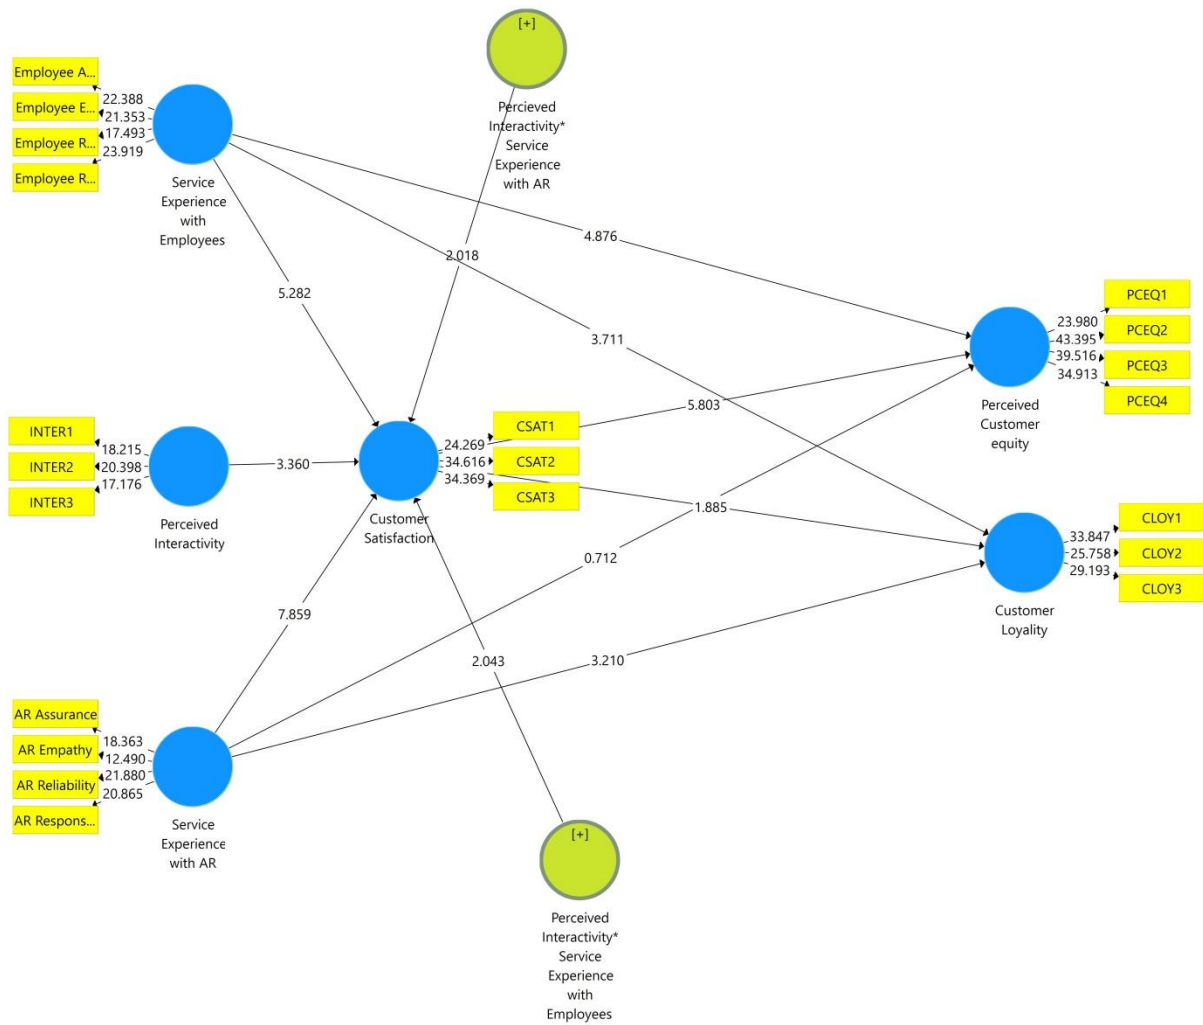 [+]
Percieved
Interactivity*
Service
Experience
with AR
Employee A...
Employee E...
Employee R...
Employee R...
22.388
21.353
17.493
23.919
Service
Experience
with
Employees
4.876
2.018
5.282
3.711
PCEQ1
PCEQ2
PCEQ3
PCEQ4
23.980
43.395
39.516
34.913
Perceived
Customer
equity
INTER1
INTER2
INTER3
18.215
20.398
17.176
Perceived
Interactivity
3.360
Customer
Satisfaction
24.269
34.616
34.369
CSAT1
CSAT2
CSAT3
5.803
1.885
0.712
CLOY1
CLOY2
CLOY3
33.847
25.758
29.193
Customer
Loyality
7.859
2.043
3.210
AR Assurance
AR Empathy
AR Reliability
AR Respons...
18.363
12.490
21.880
20.865
Service
Experience
with AR
[+]
Perceived
Interactivity*
Service
Experience
with
Employees